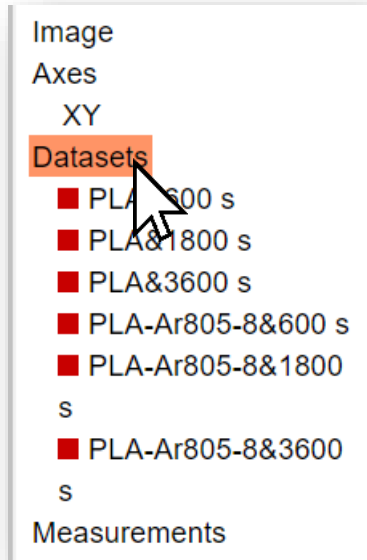 Image
Axes
XY
Datasets
PLA 600 s
PLA&1800 s
PLA&3600 s
PLA-Ar805-8&600 s
PLA-Ar805-8&1800
s
PLA-Ar805-8&3600
s
Measurements